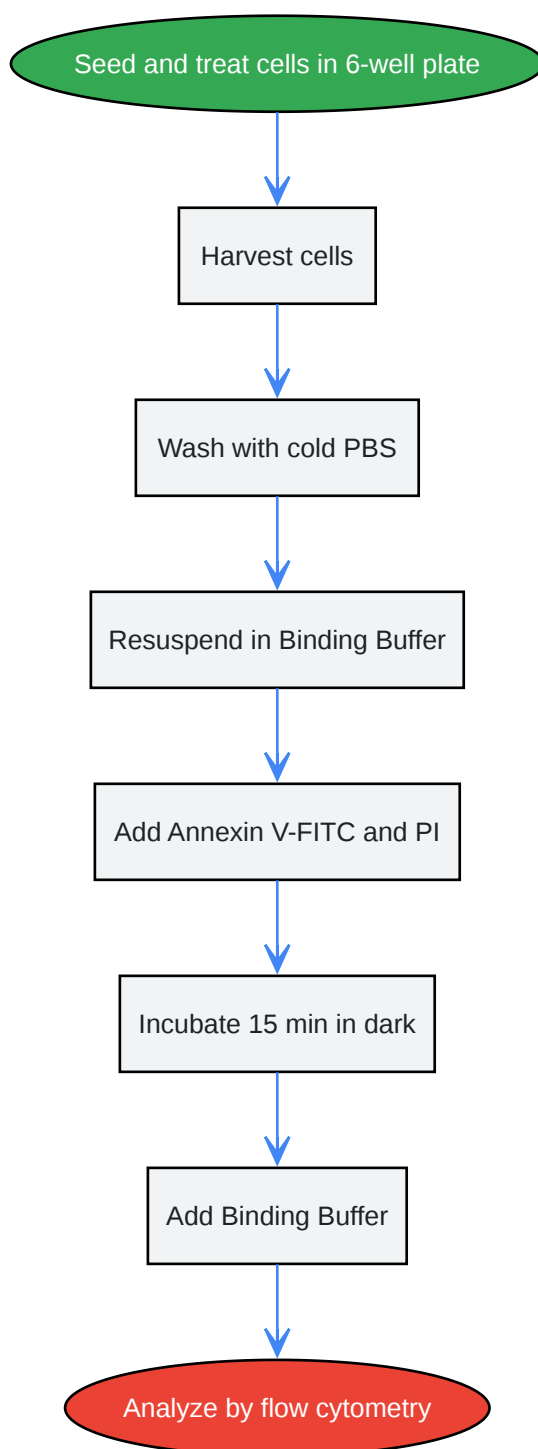 Seed and treat cells in 6-well plate
Harvest cells
Wash with cold PBS
Resuspend in Binding Buffer
Add Annexin V-FITC and PI
Incubate 15 min in dark
Add Binding Buffer
Analyze by flow cytometry